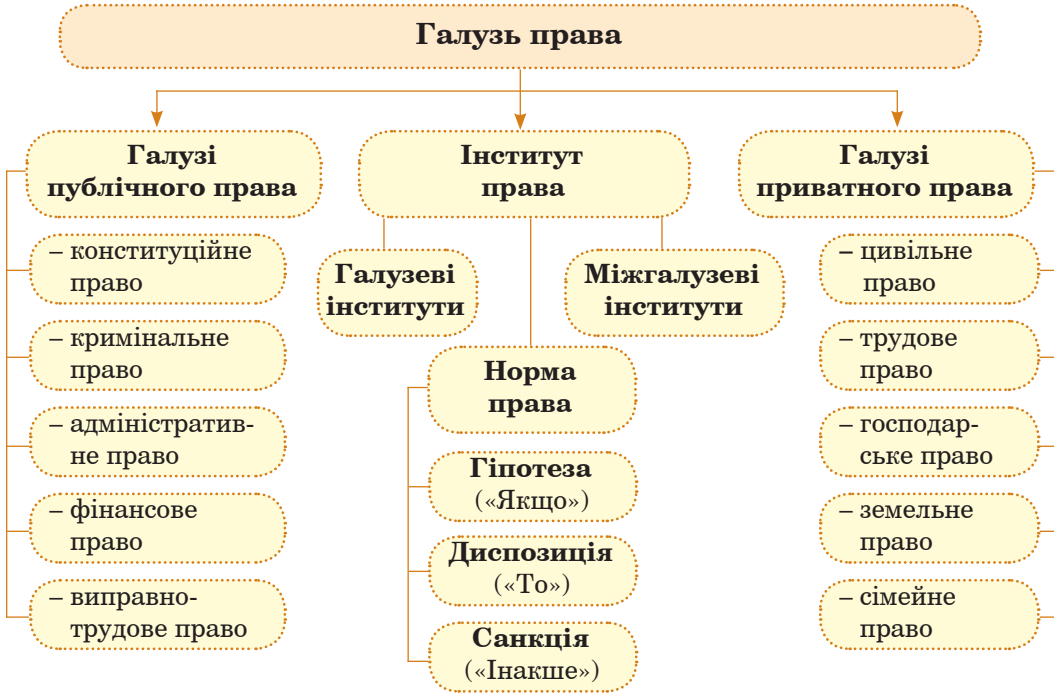 Галузь права
Галузі
публічного права
– конституційне
право
– кримінальне
право
– адміністратив-
не право
– фінансове
право
– виправно-
трудове право
Інститут
права
Галузеві
інститути
Міжгалузеві
інститути
Норма
права
Гіпотеза
(«Якщо»)
Диспозиція
(«То»)
Санкція
(«Інакше»)
Галузі
приватного права
– цивільне
право
– трудове
право
– господар-
ське право
– земельне
право
– сімейне
право